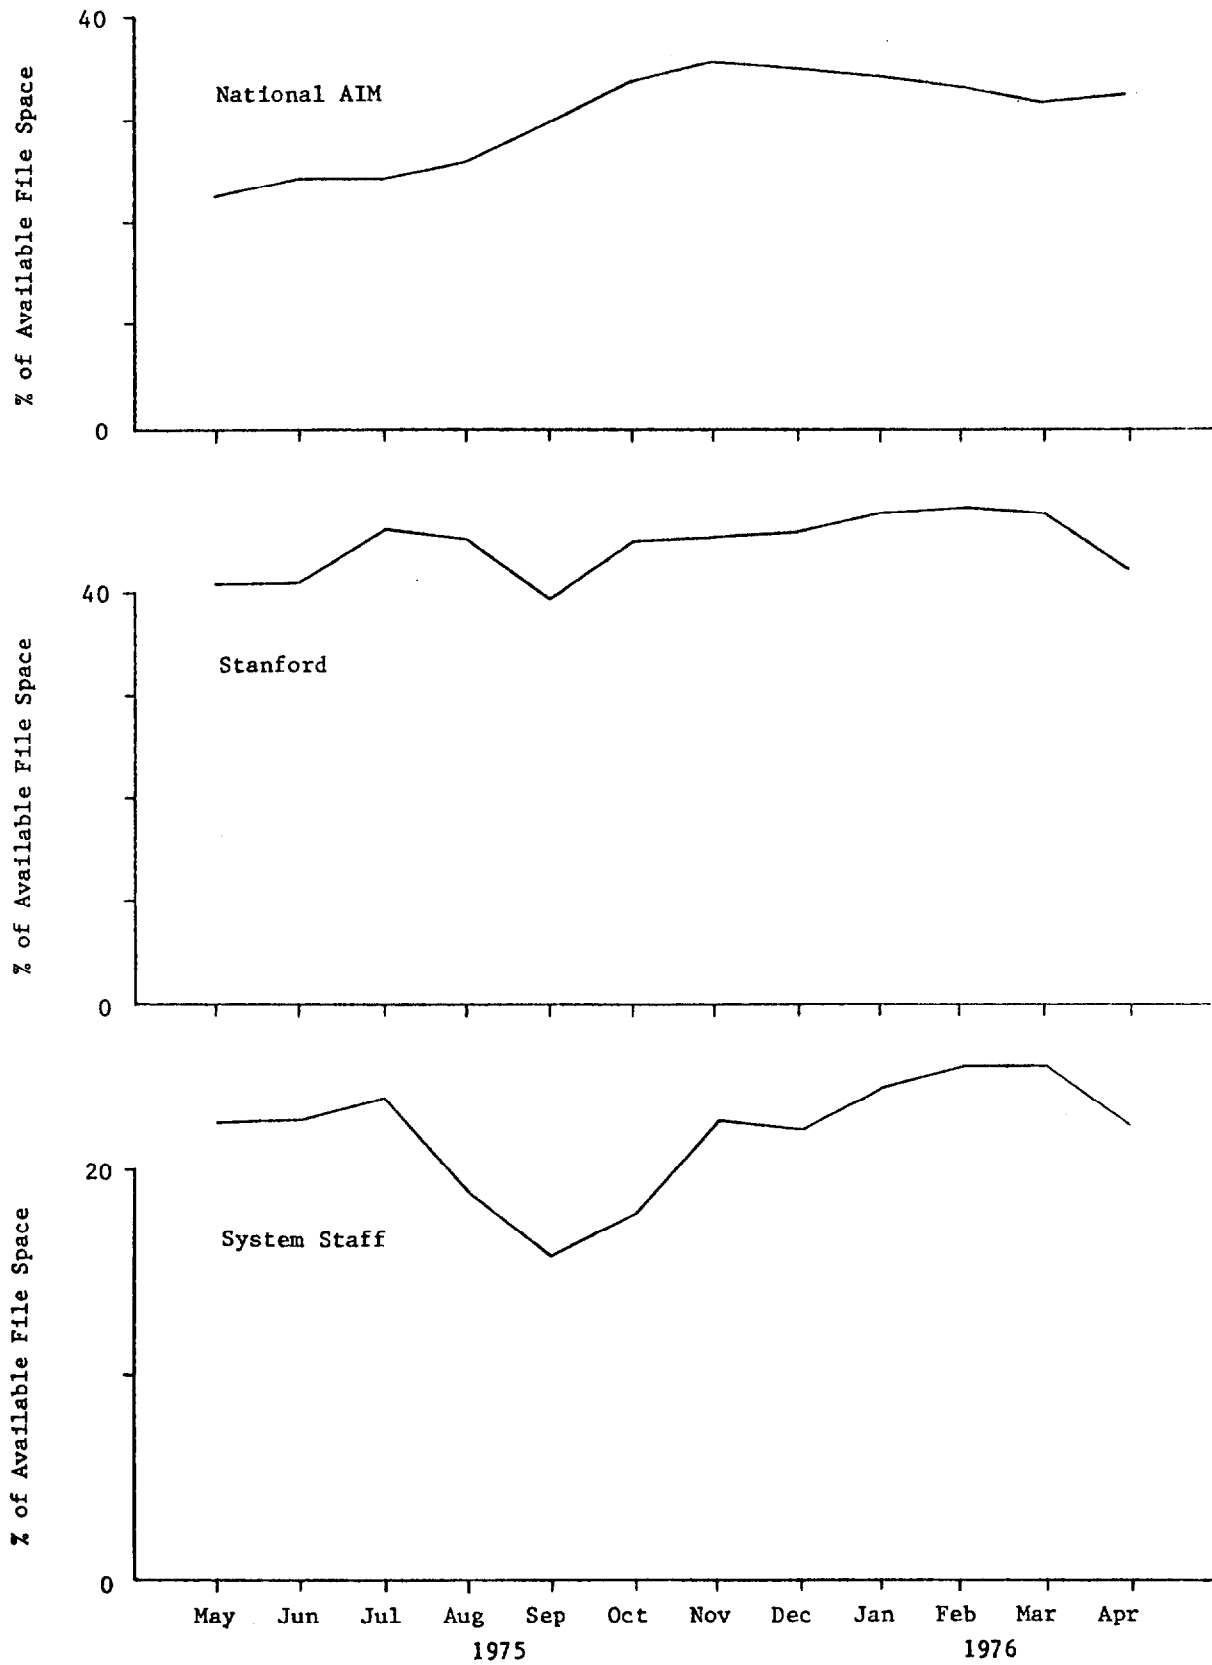 40
National AIM
% of Available File Space
0
40
Stanford
% of Available File Space
0
20
System Staff
% of Available File Space
0
May Jun Jul Aug Sep Oct Nov Dec Jan Feb Mar Apr
1975 1976